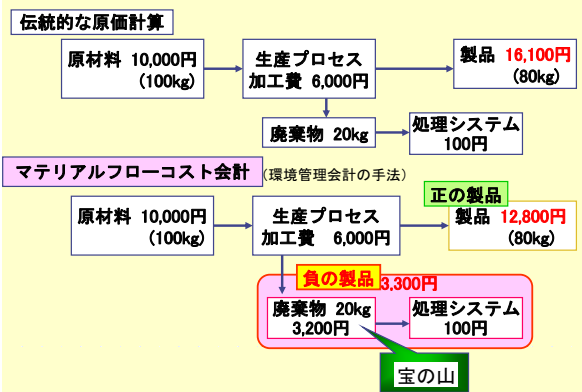 伝統的な原価計算
原材料 10,000円
(100kg)
生産プロセス
加工費 6,000円
製品 16,100円
(80kg)
廃棄物 20kg
処理システム
100円
マテリアルフローコスト会計
(環境管理会計の手法)
正の製品
原材料 10,000円
(100kg)
生産プロセス
加工費 6,000円
製品 12,800円
(80kg)
負の製品
3,300円
廃棄物 20kg
3,200円
処理システム
100円
宝の山